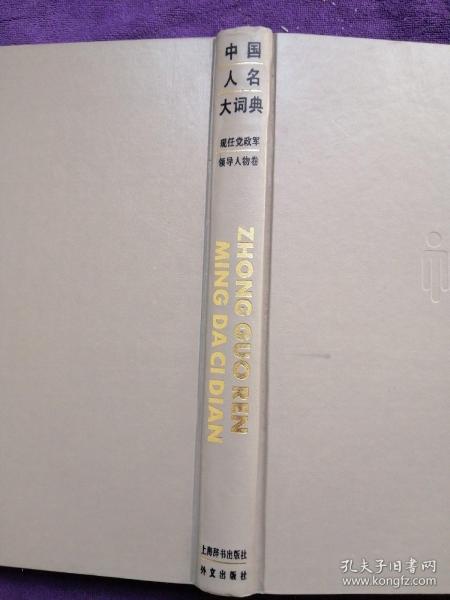 中国
人名
大词典
现任党政军
领导人物卷
ZHONG GUO REN
MING DA CI DIAN
上海辞书出版社
外文出版社
孔夫子旧书网
www.kongfz.com